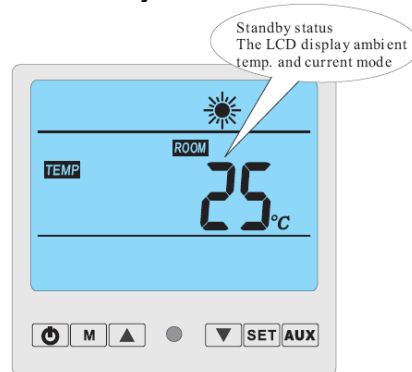 Standby status
The LCD display ambient
temp. and current mode
ROOM
TEMP
25°C
M SET AUX